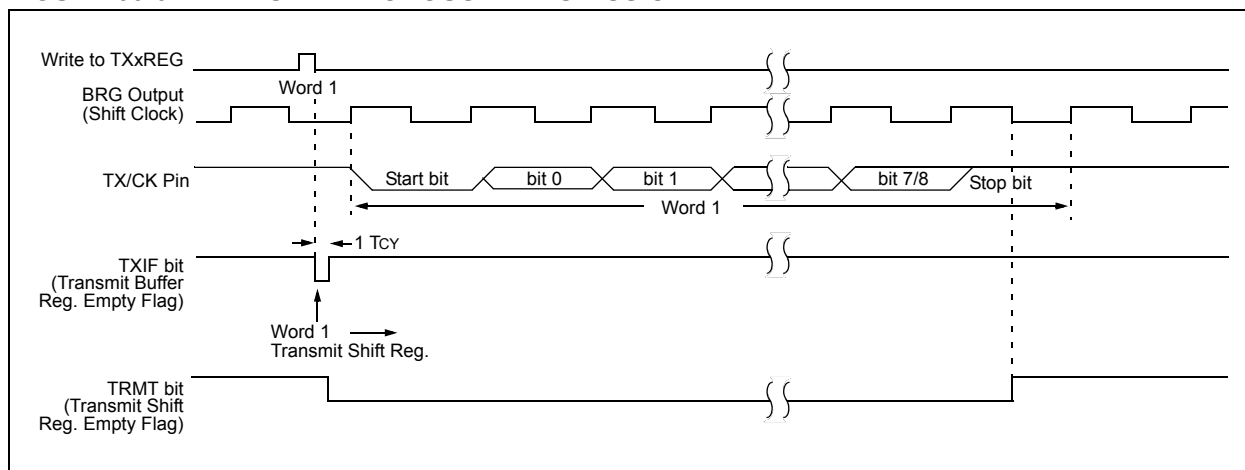 Write to TXxREG
Word 1
BRG Output
(Shift Clock)
TX/CK Pin
Start bit
bit 0
bit 1
bit 7/8
Stop bit
Word 1
1 TCY
TXIF bit
(Transmit Buffer
Reg. Empty Flag)
Word 1
Transmit Shift Reg.
TRMT bit
(Transmit Shift
Reg. Empty Flag)